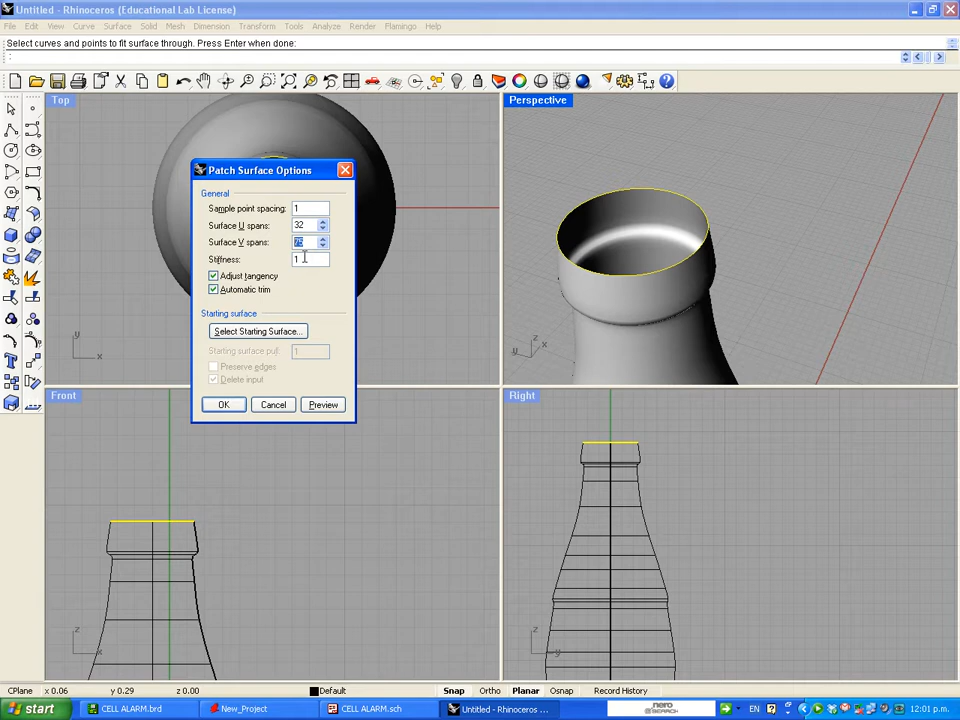 Untitled - Rhinoceros (Educational Lab License)
File Edit View Curve Surface Solid Mesh Dimension Transform Tools Analyze Render Flamingo Help
Select curves and points to fit surface through. Press Enter when done:
:
Top
Perspective
Patch Surface Options
General
Sample point spacing: 1
Surface U spans: 32
Surface V spans: 75
Stiffness: 1
Adjust tangency
Automatic trim
Starting surface
Select Starting Surface...
Starting surface pull: 1
Preserve edges
Delete input
OK Cancel Preview
y
x
z
y
x
Front
Right
z
x
z
y
CPlane x 0.06 y 0.29 z 0.00 Default Snap Ortho Planar Osnap Record History
start CELL ALARM.brd New_Project CELL ALARM.sch Untitled - Rhinoceros ... nero SEARCH EN 12:01 p.m.